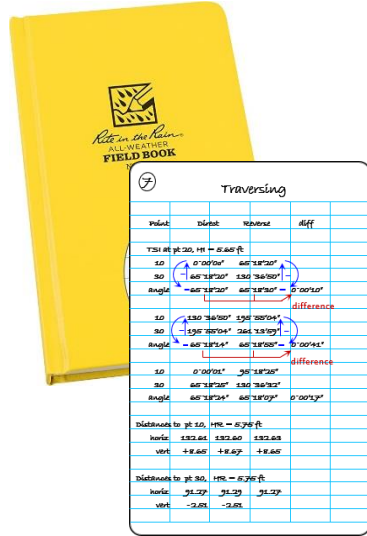 Rite in the Rain®
ALL-WEATHER
FIELD BOOK
7
Traversing
Point Direct Reverse diff
TSI at pt 20, HI = 5.65 ft
10 0°00'00" 65°18'20"
30 65°18'20" 130°36'50"
angle 65°18'20" 65°18'30" 0°00'10"
difference
10 130°36'50" 195°55'04"
30 195°55'04" 261°13'59"
angle 65°18'14" 65°18'55" 0°00'41"
difference
10 0°00'01" 95°18'25"
30 65°18'25" 130°36'32"
angle 65°18'24" 65°18'07" 0°00'17"
Distances to pt 10, HR = 5.75 ft
horiz 132.61 132.60 132.63
vert +8.65 +8.67 +8.65
Distances to pt 30, HR = 5.75 ft
horiz 91.27 91.29 91.27
vert -2.51 -2.51